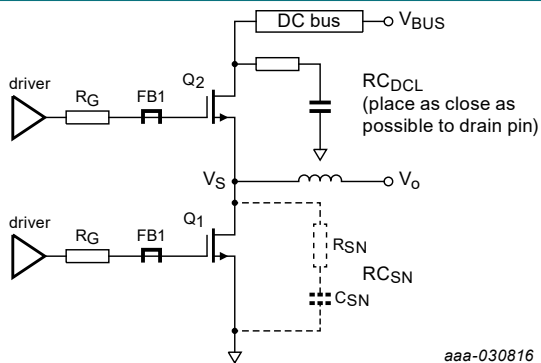 DC bus
V_BUS
driver
R_G
FB1
Q_2
RC_DCL
(place as close as
possible to drain pin)
V_S
V_o
driver
R_G
FB1
Q_1
R_SN
RC_SN
C_SN
aaa-030816